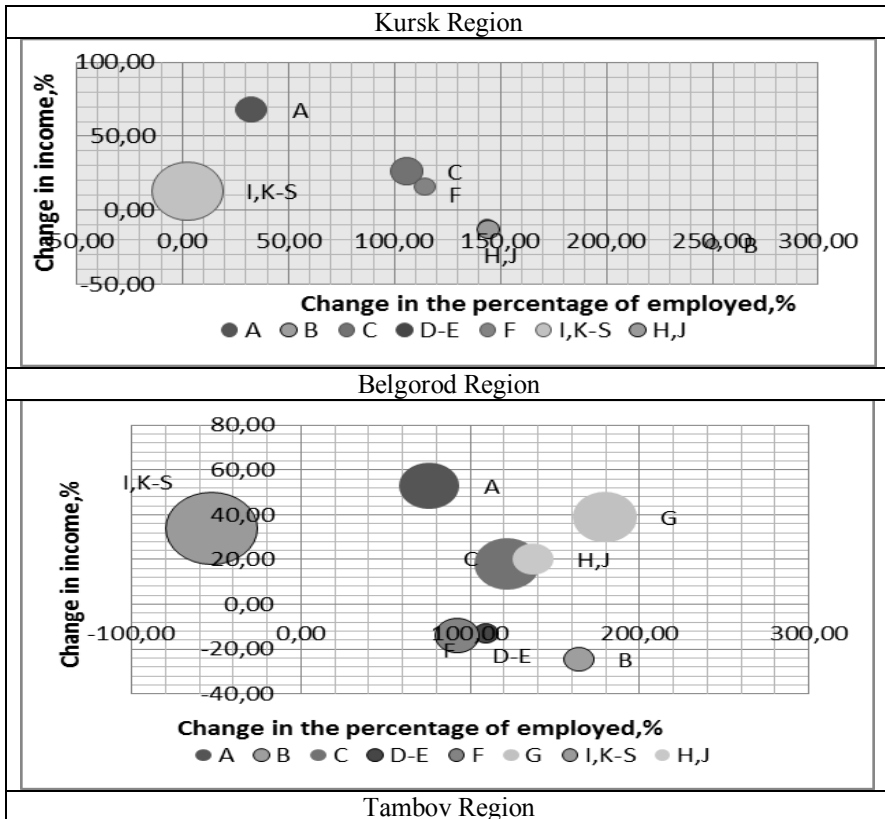 Kursk Region
100,00
50,00
0,00
-50,00
Change in income,%
A
I,K-S
C
F
H,J
B
-50,00 0,00 50,00 100,00 150,00 200,00 250,00 300,00
Change in the percentage of employed,%
A B C D-E F I,K-S H,J
Belgorod Region
80,00
60,00
40,00
20,00
0,00
-20,00
-40,00
Change in income,%
I,K-S
A
G
C
H,J
F
D-E
B
-100,00 0,00 100,00 200,00 300,00
Change in the percentage of employed,%
A B C D-E F G I,K-S H,J
Tambov Region